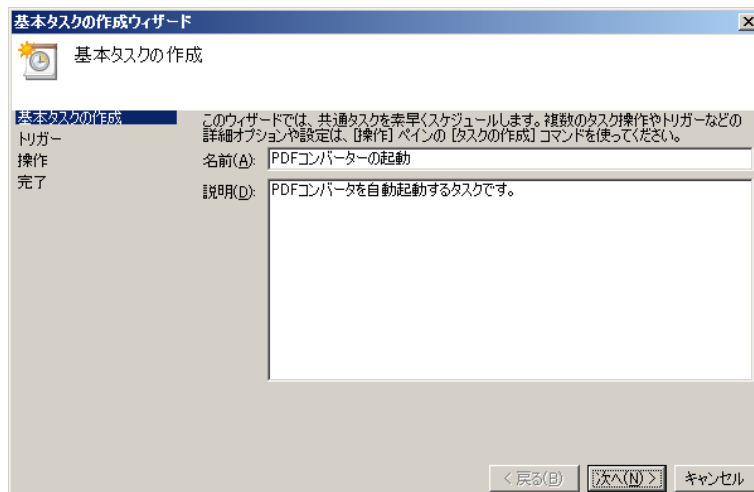 基本タスクの作成ウィザード
基本タスクの作成
基本タスクの作成
トリガー
操作
完了
このウィザードでは、共通タスクを素早くスケジュールします。複数のタスク操作やトリガーなどの
詳細オプションや設定は、[操作] ペインの [タスクの作成] コマンドを使ってください。
名前(A): PDFコンバーターの起動
説明(D): PDFコンバータを自動起動するタスクです。
< 戻る(B) 次へ(N) > キャンセル